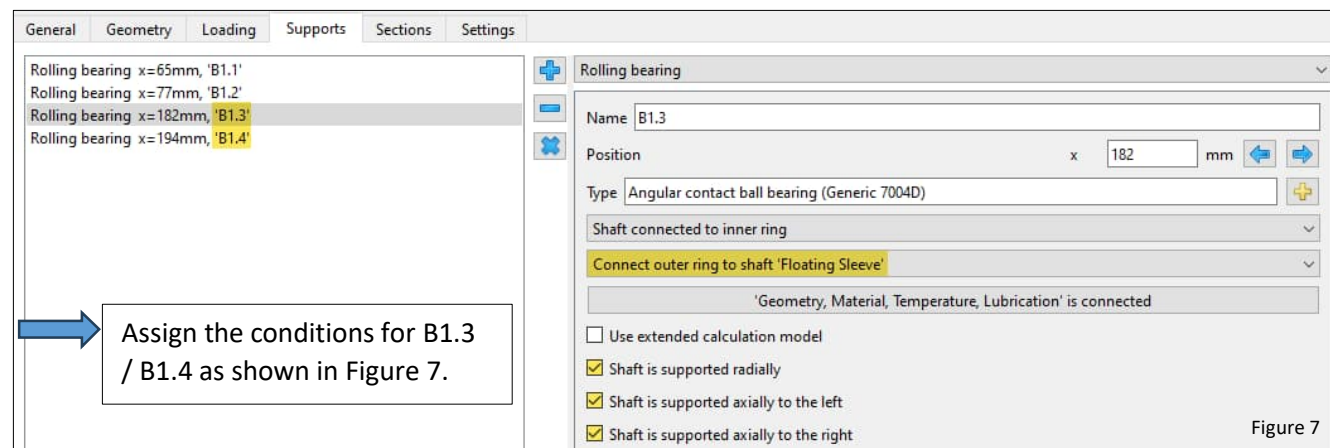 General Geometry Loading Supports Sections Settings
Rolling bearing x=65mm, 'B1.1'
Rolling bearing x=77mm, 'B1.2'
Rolling bearing x=182mm, 'B1.3'
Rolling bearing x=194mm, 'B1.4'
Assign the conditions for B1.3
/ B1.4 as shown in Figure 7.
Rolling bearing
Name B1.3
Position x 182 mm
Type Angular contact ball bearing (Generic 7004D)
Shaft connected to inner ring
Connect outer ring to shaft 'Floating Sleeve'
'Geometry, Material, Temperature, Lubrication' is connected
Use extended calculation model
Shaft is supported radially
Shaft is supported axially to the left
Shaft is supported axially to the right
Figure 7